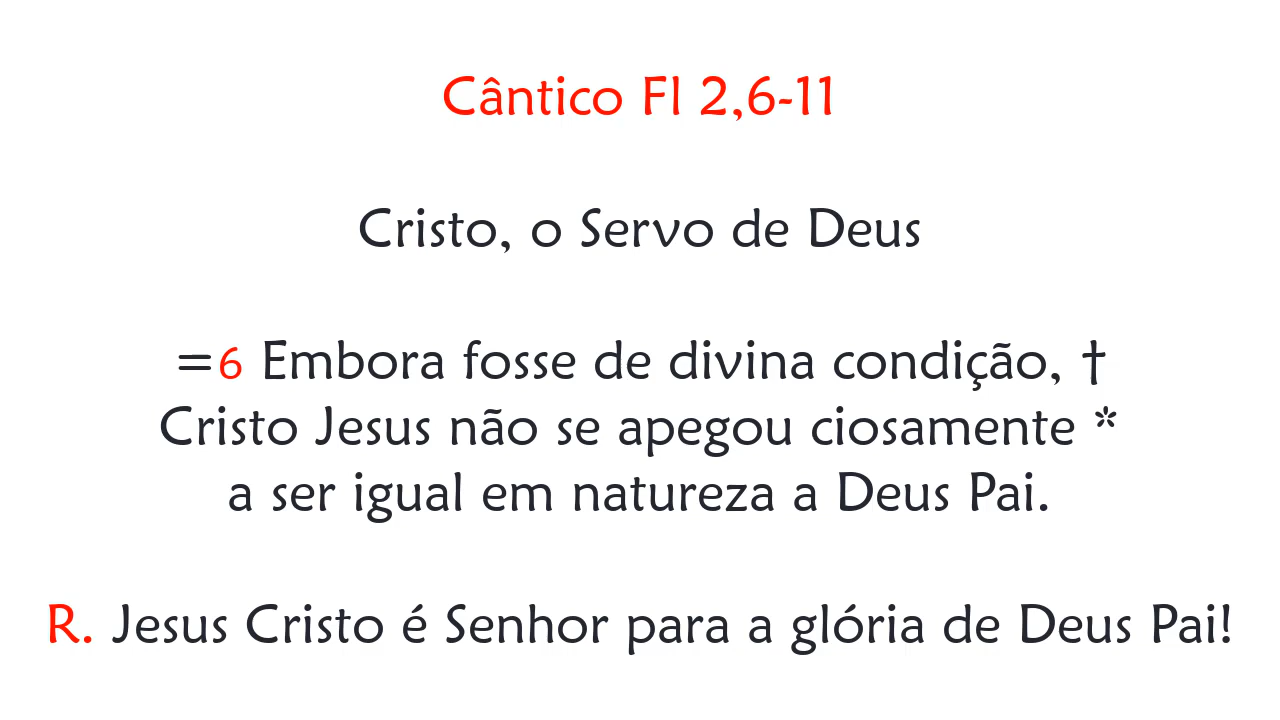 Cântico Fl 2,6-11
Cristo, o Servo de Deus
=6 Embora fosse de divina condição, †
Cristo Jesus não se apegou ciosamente *
a ser igual em natureza a Deus Pai.
R. Jesus Cristo é Senhor para a glória de Deus Pai!